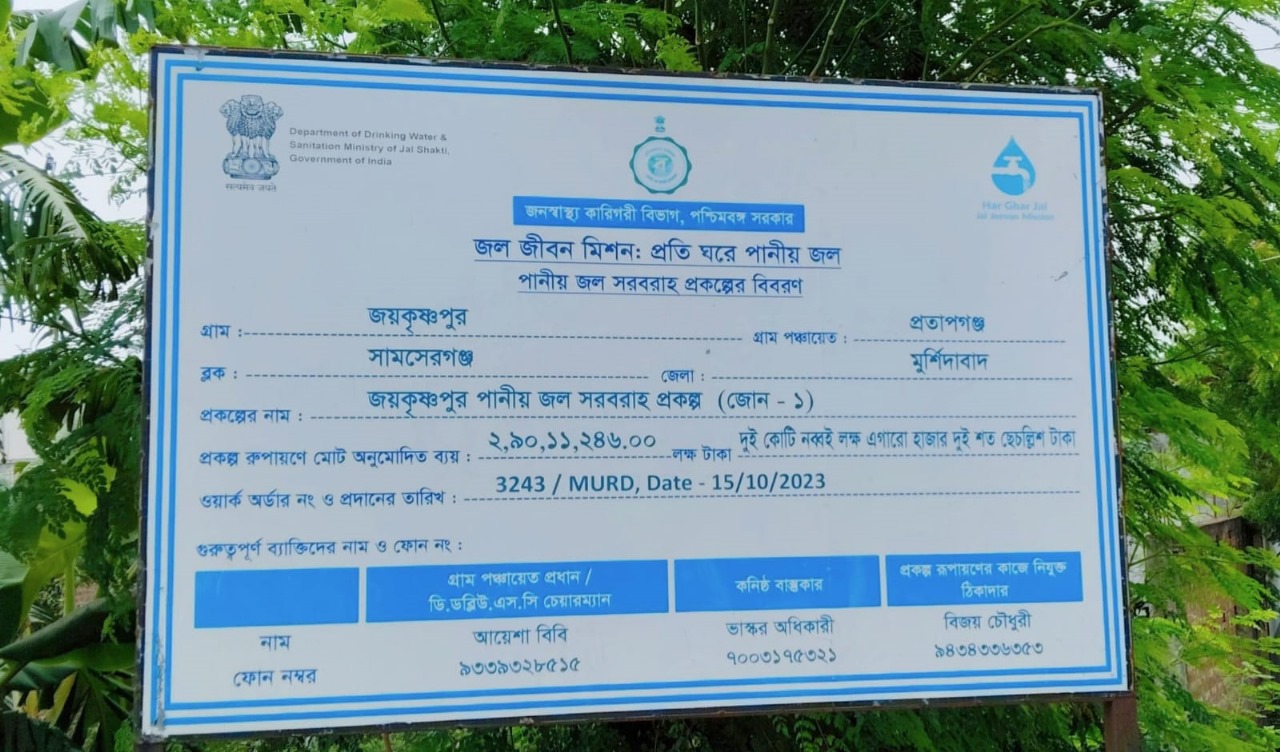 Department of Drinking Water &
Sanitation Ministry of Jal Shakti,
Government of India
सत्यमेव जयते
Har Ghar Jal
Jal Jeevan Mission
জনস্বাস্থ্য কারিগরী বিভাগ, পশ্চিমবঙ্গ সরকার
জল জীবন মিশন: প্রতি ঘরে পানীয় জল
পানীয় জল সরবরাহ প্রকল্পের বিবরণ
গ্রাম : জয়কৃষ্ণপুর গ্রাম পঞ্চায়েত : প্রতাপগঞ্জ
ব্লক : সামসেরগঞ্জ জেলা : মুর্শিদাবাদ
প্রকল্পের নাম : জয়কৃষ্ণপুর পানীয় জল সরবরাহ প্রকল্প (জোন - ১)
প্রকল্প রুপায়ণে মোট অনুমোদিত ব্যয় : ২,৯০,১১,২৪৬.০০ লক্ষ টাকা দুই কোটি নব্বই লক্ষ এগারো হাজার দুই শত ছেচল্লিশ টাকা
ওয়ার্ক অর্ডার নং ও প্রদানের তারিখ : 3243 / MURD, Date - 15/10/2023
গুরুত্বপূর্ণ ব্যাক্তিদের নাম ও ফোন নং :
গ্রাম পঞ্চায়েত প্রধান /
ডি.ডব্লিউ.এস.সি চেয়ারম্যান
কনিষ্ঠ বাস্তুকার
প্রকল্প রূপায়ণের কাজে নিযুক্ত
ঠিকাদার
নাম আয়েশা বিবি ভাস্কর অধিকারী বিজয় চৌধুরী
ফোন নম্বর ৯৩৩৯৩২৮৫১৫ ৭০০৩১৭৫৩২১ ৯৪৩৪৩৩৬৩৫৩